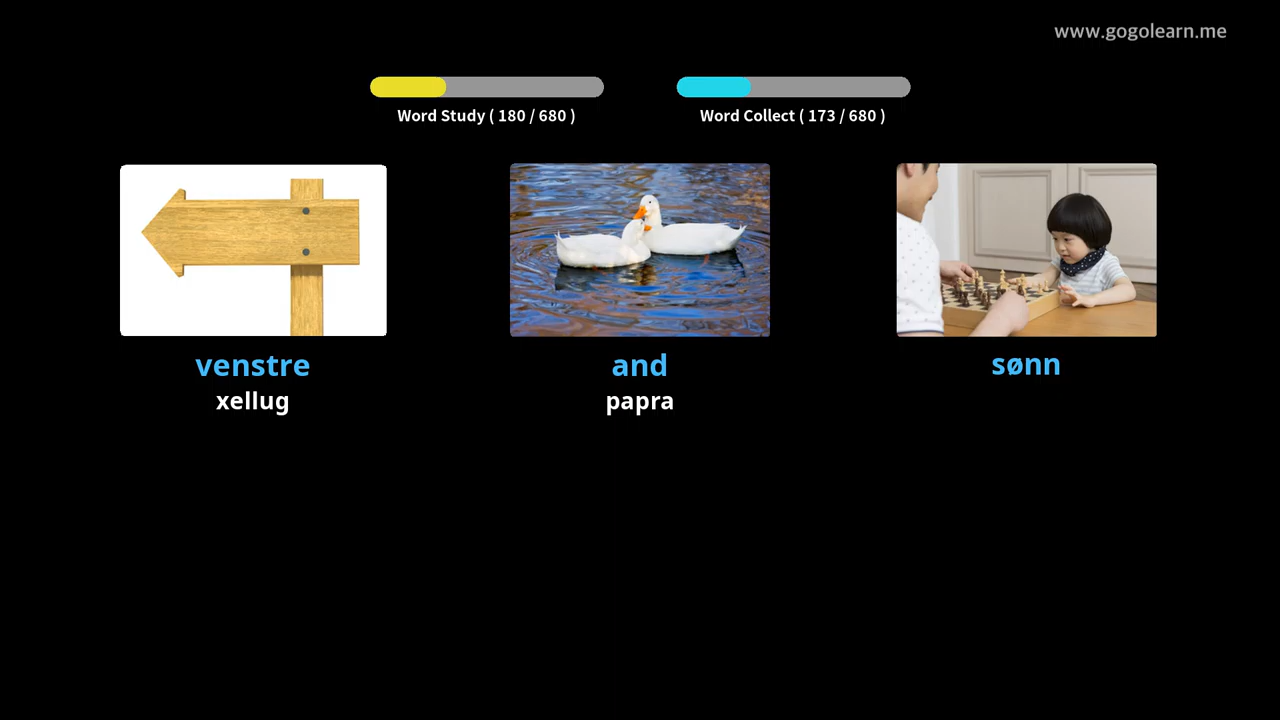 www.gogolearn.me
Word Study ( 180 / 680 )
Word Collect ( 173 / 680 )
venstre
xellug
and
papra
sønn